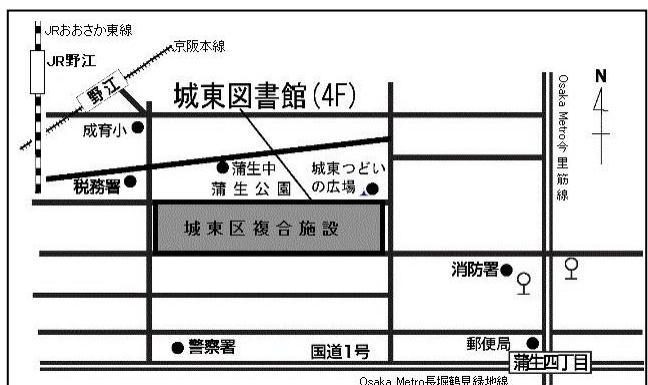 JRおおさか東線
京阪本線
JR野江
野江
城東図書館(4F)
N
成育小
Osaka Metro今里筋線
蒲生中
蒲生公園
城東つどい
の広場
税務署
城東区複合施設
消防署
警察署
国道1号
郵便局
蒲生四丁目
Osaka Metro長堀鶴見緑地線